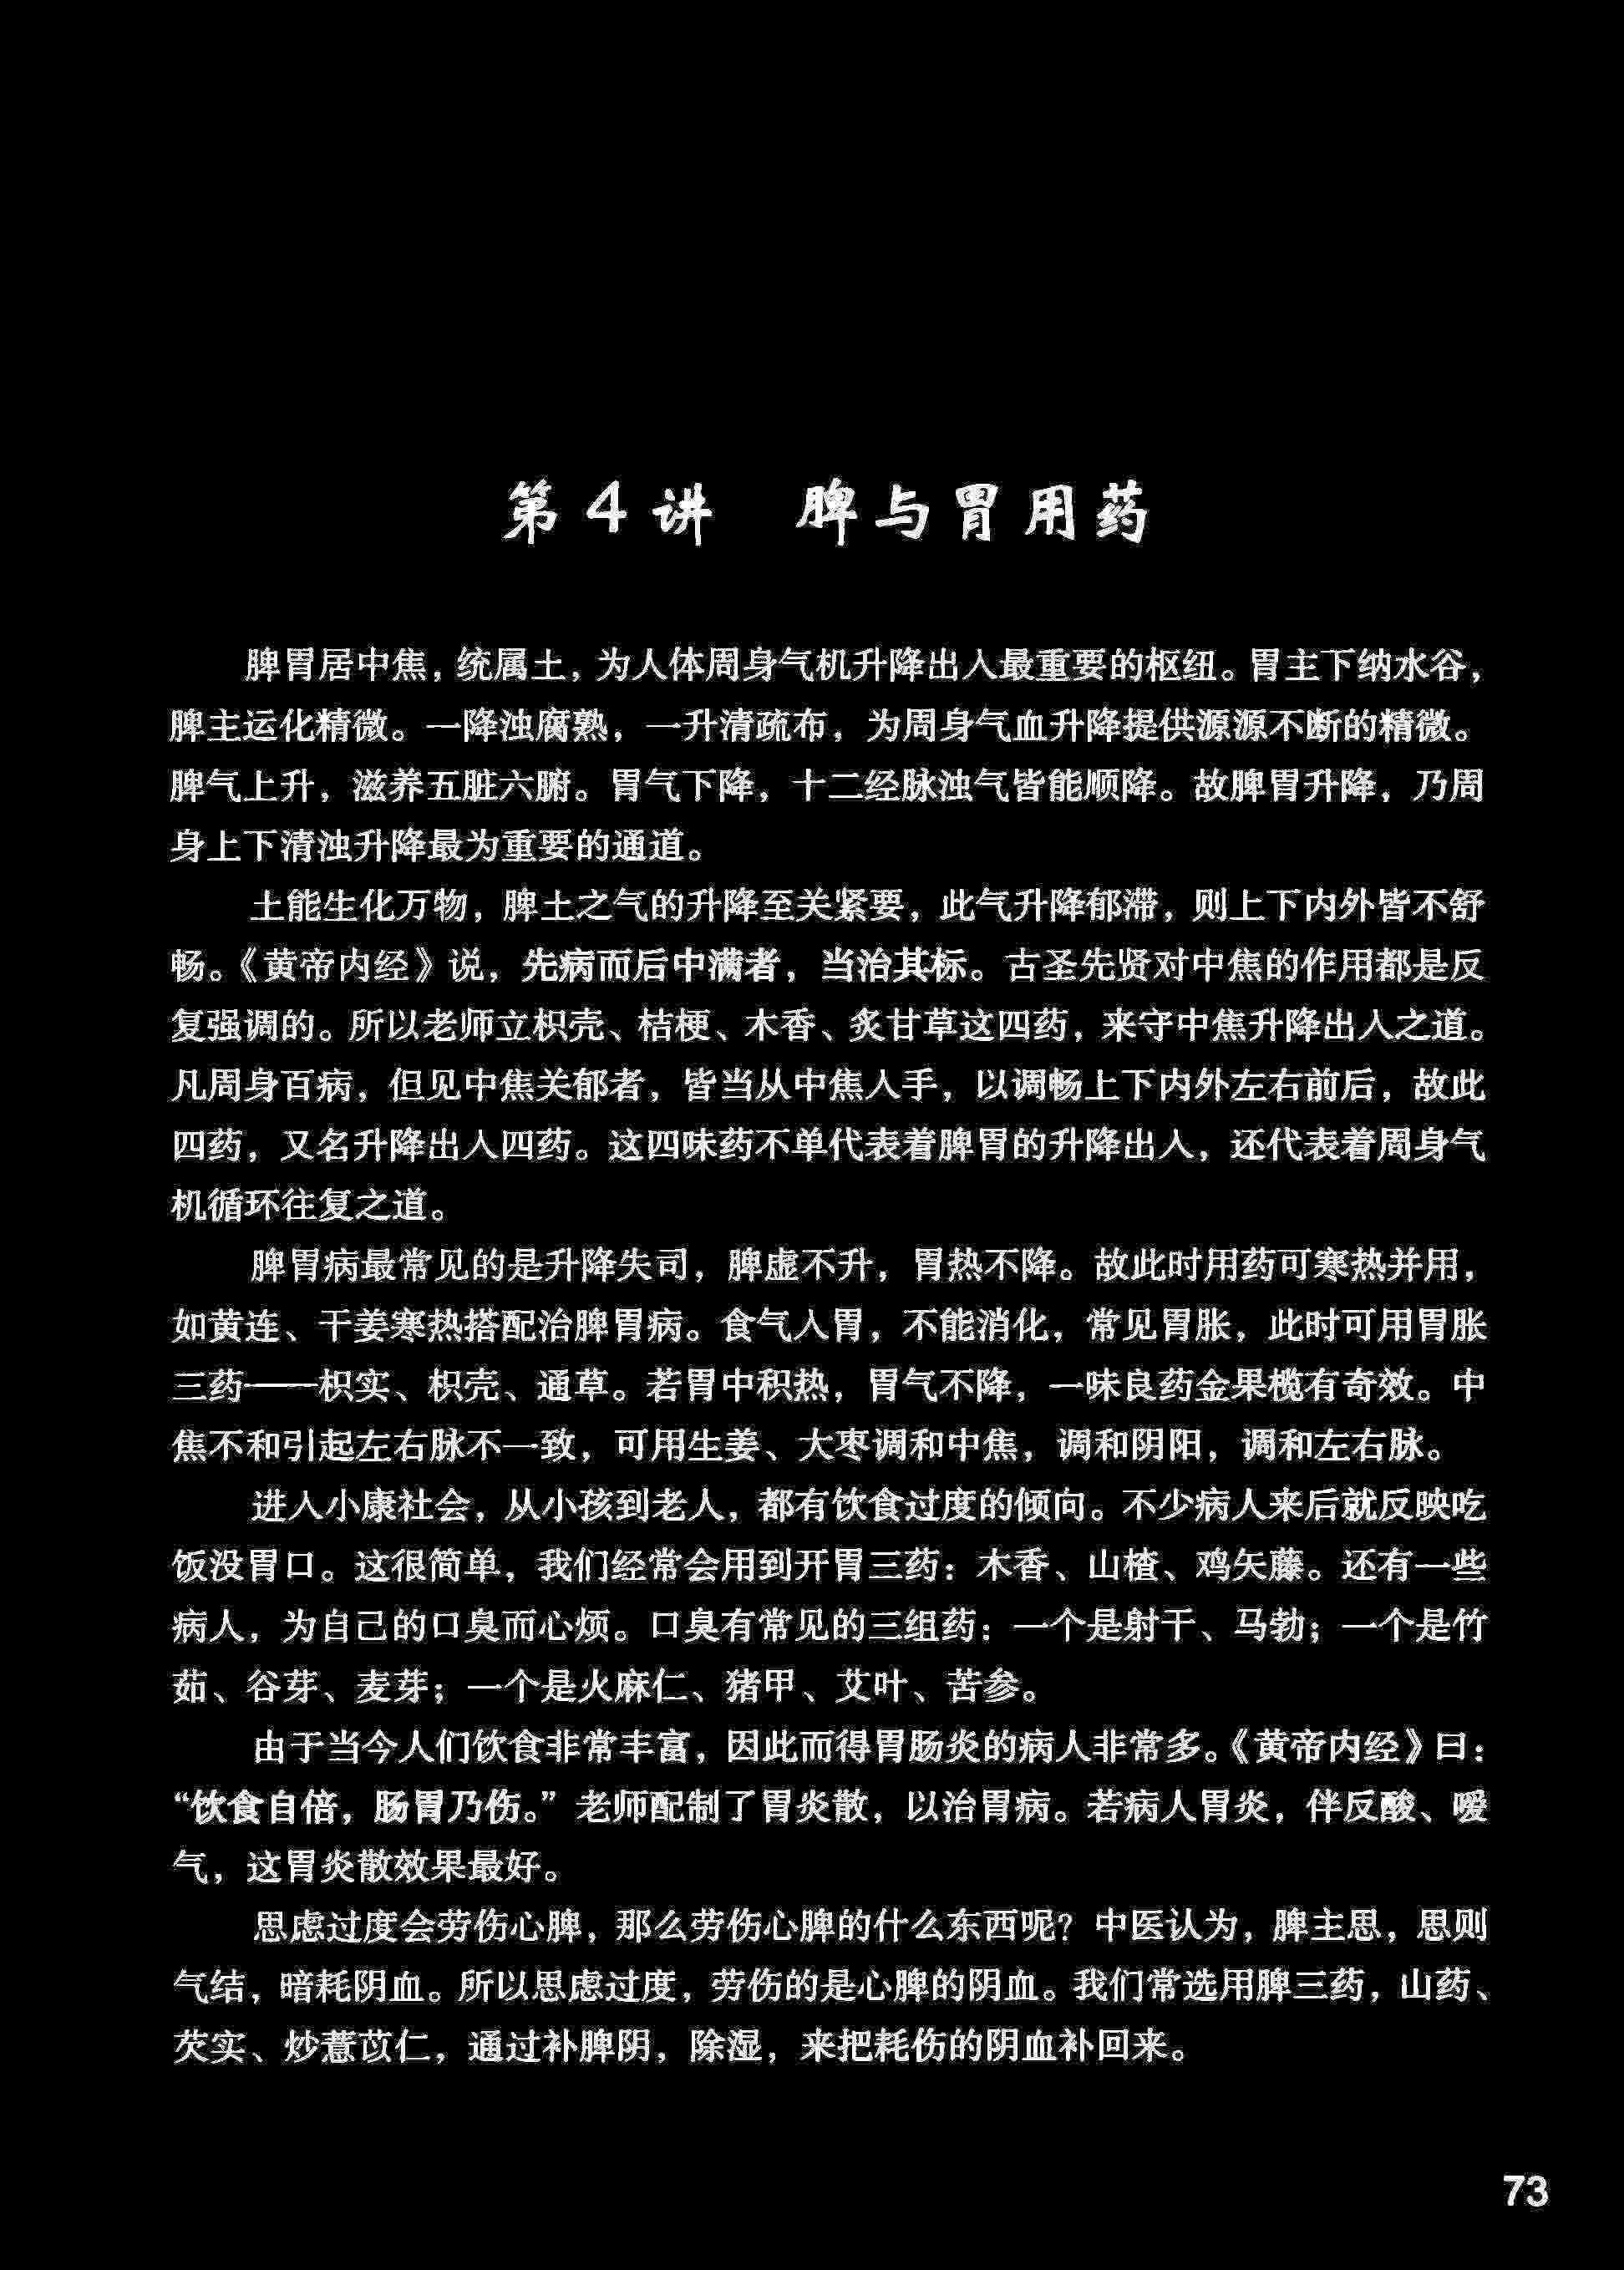 第4讲 脾与胃用药
脾胃居中焦，统属土，为人体周身气机升降出入最重要的枢纽。胃主下纳水谷，
脾主运化精微。一降浊腐熟，一升清疏布，为周身气血升降提供源源不断的精微。
脾气上升，滋养五脏六腑。胃气下降，十二经脉浊气皆能顺降。故脾胃升降，乃周
身上下清浊升降最为重要的通道。
土能生化万物，脾土之气的升降至关紧要，此气升降郁滞，则上下内外皆不舒
畅。《黄帝内经》说，先病而后中满者，当治其标。古圣先贤对中焦的作用都是反
复强调的。所以老师立枳壳、桔梗、木香、炙甘草这四药，来守中焦升降出入之道。
凡周身百病，但见中焦关郁者，皆当从中焦入手，以调畅上下内外左右前后，故此
四药，又名升降出入四药。这四味药不单代表着脾胃的升降出入，还代表着周身气
机循环往复之道。
脾胃病最常见的是升降失司，脾虚不升，胃热不降。故此时用药可寒热并用，
如黄连、干姜寒热搭配治脾胃病。食气入胃，不能消化，常见胃胀，此时可用胃胀
三药——枳实、枳壳、通草。若胃中积热，胃气不降，一味良药金果榄有奇效。中
焦不和引起左右脉不一致，可用生姜、大枣调和中焦，调和阴阳，调和左右脉。
进入小康社会，从小孩到老人，都有饮食过度的倾向。不少病人来后就反映吃
饭没胃口。这很简单，我们经常会用到开胃三药：木香、山楂、鸡矢藤。还有一些
病人，为自己的口臭而心烦。口臭有常见的三组药：一个是射干、马勃；一个是竹
茹、谷芽、麦芽；一个是火麻仁、猪甲、艾叶、苦参。
由于当今人们饮食非常丰富，因此而得胃肠炎的病人非常多。《黄帝内经》曰：
“饮食自倍，肠胃乃伤。”老师配制了胃炎散，以治胃病。若病人胃炎，伴反酸、嗳
气，这胃炎散效果最好。
思虑过度会劳伤心脾，那么劳伤心脾的什么东西呢？中医认为，脾主思，思则
气结，暗耗阴血。所以思虑过度，劳伤的是心脾的阴血。我们常选用脾三药，山药、
芡实、炒薏苡仁，通过补脾阴，除湿，来把耗伤的阴血补回来。
73